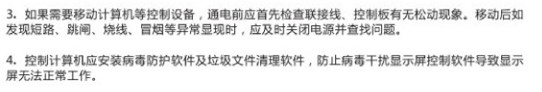 3. 如果需要移动计算机等控制设备，通电前应首先检查联接线、控制板有无松动现象。移动后如
发现短路、跳闸、烧线、冒烟等异常显现时，应及时关闭电源并查找问题。
4. 控制计算机应安装病毒防护软件及垃圾文件清理软件，防止病毒干扰显示屏控制软件导致显示
屏无法正常工作。